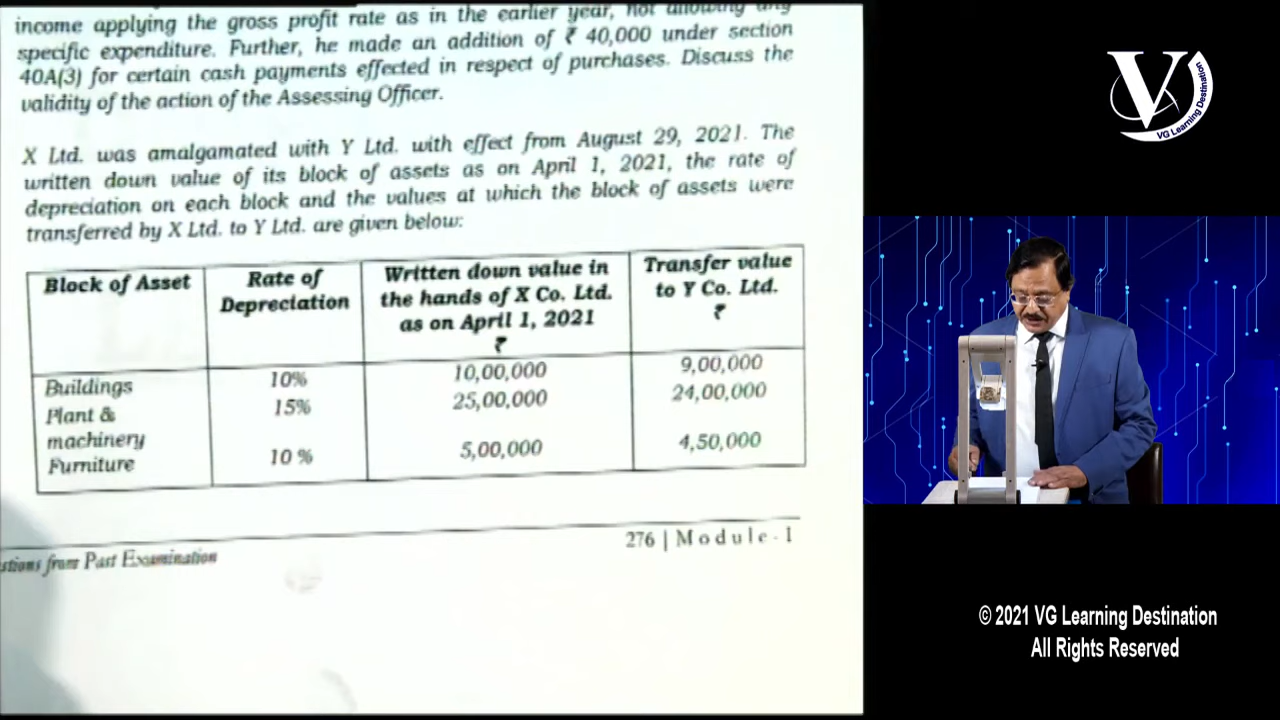 income applying the gross profit rate as in the earlier year, not allowing any
specific expenditure. Further, he made an addition of ₹ 40,000 under section
40A(3) for certain cash payments effected in respect of purchases. Discuss the
validity of the action of the Assessing Officer.
X Ltd. was amalgamated with Y Ltd. with effect from August 29, 2021. The
written down value of its block of assets as on April 1, 2021, the rate of
depreciation on each block and the values at which the block of assets were
transferred by X Ltd. to Y Ltd. are given below:
Block of Asset
Rate of
Depreciation
Written down value in
the hands of X Co. Ltd.
as on April 1, 2021
₹
Transfer value
to Y Co. Ltd.
₹
Buildings 10% 10,00,000 9,00,000
Plant & 15% 25,00,000 24,00,000
machinery
Furniture 10 % 5,00,000 4,50,000
276 | Module - I
stions from Past Examination
V
VG Learning Destination
© 2021 VG Learning Destination
All Rights Reserved